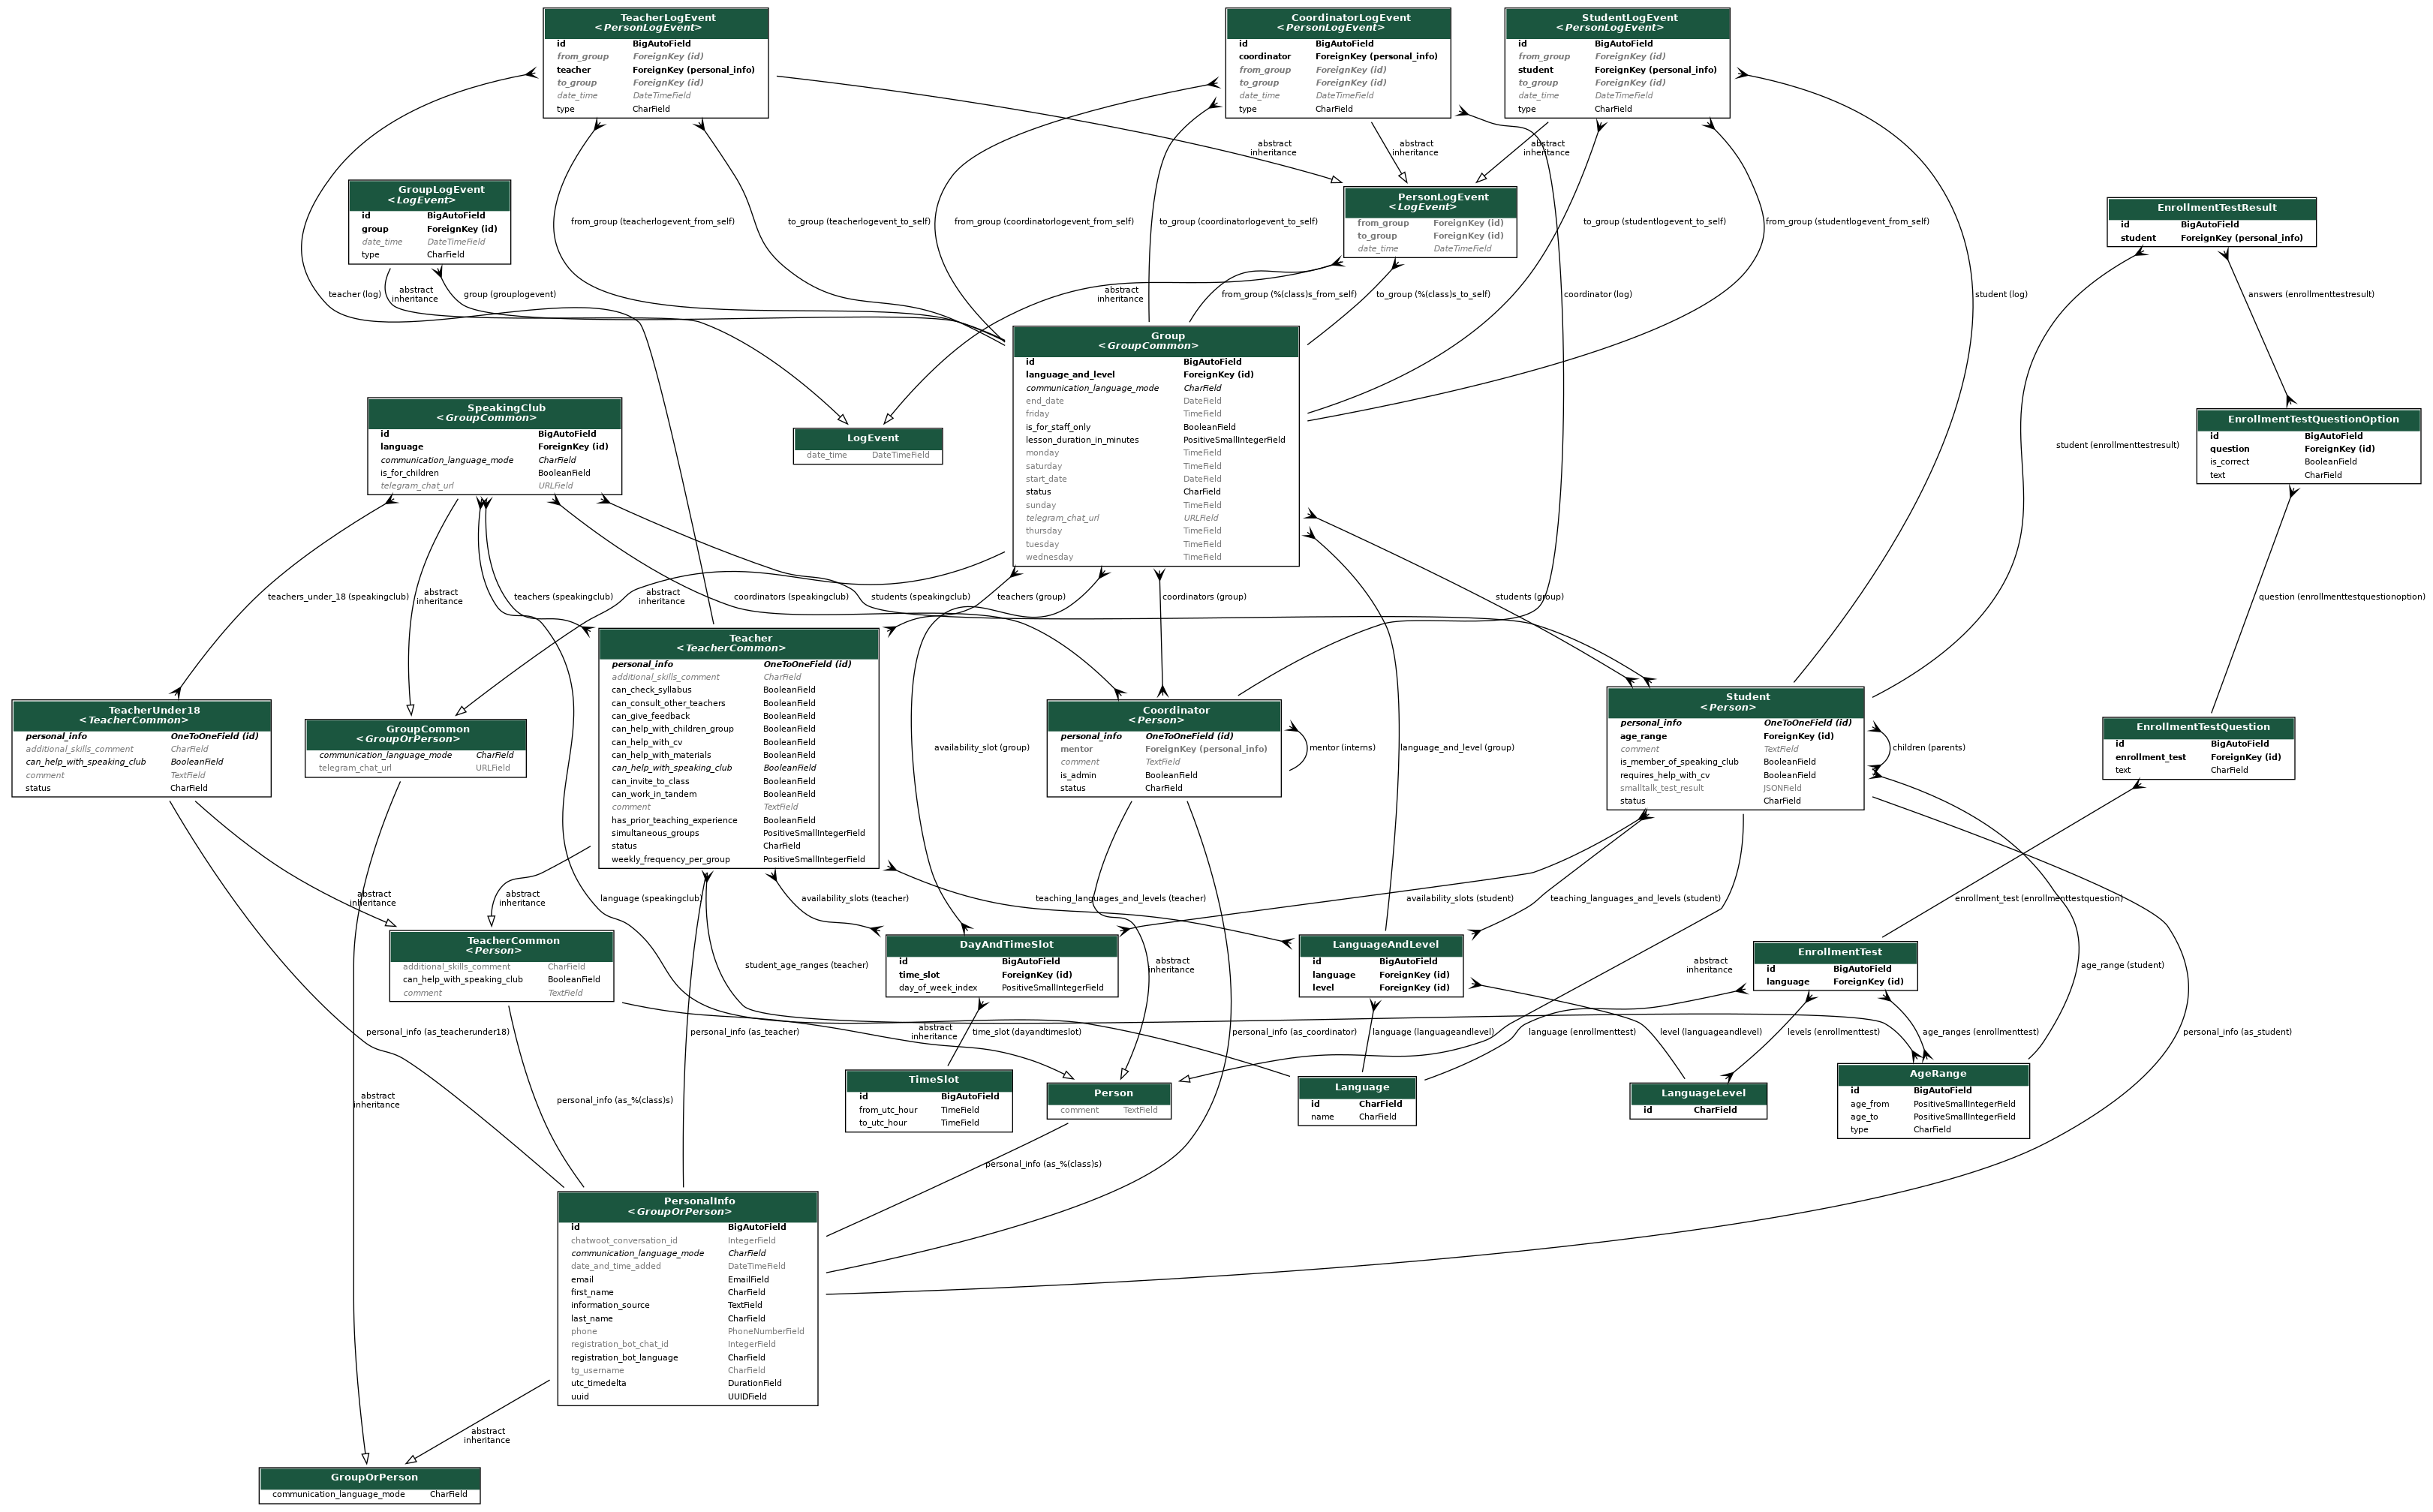 TeacherLogEvent
<PersonLogEvent>
id BigAutoField
from_group ForeignKey (id)
teacher ForeignKey (personal_info)
to_group ForeignKey (id)
date_time DateTimeField
type CharField
CoordinatorLogEvent
<PersonLogEvent>
id BigAutoField
coordinator ForeignKey (personal_info)
from_group ForeignKey (id)
to_group ForeignKey (id)
date_time DateTimeField
type CharField
StudentLogEvent
<PersonLogEvent>
id BigAutoField
from_group ForeignKey (id)
student ForeignKey (personal_info)
to_group ForeignKey (id)
date_time DateTimeField
type CharField
abstract
inheritance
abstract
inheritance
abstract
inheritance
GroupLogEvent
<LogEvent>
id BigAutoField
group ForeignKey (id)
date_time DateTimeField
type CharField
PersonLogEvent
<LogEvent>
from_group ForeignKey (id)
to_group ForeignKey (id)
date_time DateTimeField
EnrollmentTestResult
id BigAutoField
student ForeignKey (personal_info)
from_group (teacherlogevent_from_self)
to_group (teacherlogevent_to_self)
from_group (coordinatorlogevent_from_self)
to_group (coordinatorlogevent_to_self)
to_group (studentlogevent_to_self)
from_group (studentlogevent_from_self)
teacher (log)
abstract
inheritance
group (grouplogevent)
abstract
inheritance
from_group (%(class)s_from_self)
to_group (%(class)s_to_self)
coordinator (log)
student (log)
answers (enrollmenttestresult)
Group
<GroupCommon>
id BigAutoField
language_and_level ForeignKey (id)
communication_language_mode CharField
end_date DateField
friday TimeField
is_for_staff_only BooleanField
lesson_duration_in_minutes PositiveSmallIntegerField
monday TimeField
saturday TimeField
start_date DateField
status CharField
sunday TimeField
telegram_chat_url URLField
thursday TimeField
tuesday TimeField
wednesday TimeField
SpeakingClub
<GroupCommon>
id BigAutoField
language ForeignKey (id)
communication_language_mode CharField
is_for_children BooleanField
telegram_chat_url URLField
LogEvent
date_time DateTimeField
student (enrollmenttestresult)
EnrollmentTestQuestionOption
id BigAutoField
question ForeignKey (id)
is_correct BooleanField
text CharField
teachers_under_18 (speakingclub)
abstract
inheritance
teachers (speakingclub)
abstract
inheritance
coordinators (speakingclub)
students (speakingclub)
teachers (group)
coordinators (group)
students (group)
question (enrollmenttestquestionoption)
Teacher
<TeacherCommon>
personal_info OneToOneField (id)
additional_skills_comment CharField
can_check_syllabus BooleanField
can_consult_other_teachers BooleanField
can_give_feedback BooleanField
can_help_with_children_group BooleanField
can_help_with_cv BooleanField
can_help_with_materials BooleanField
can_help_with_speaking_club BooleanField
can_invite_to_class BooleanField
can_work_in_tandem BooleanField
comment TextField
has_prior_teaching_experience BooleanField
simultaneous_groups PositiveSmallIntegerField
status CharField
weekly_frequency_per_group PositiveSmallIntegerField
TeacherUnder18
<TeacherCommon>
personal_info OneToOneField (id)
additional_skills_comment CharField
can_help_with_speaking_club BooleanField
comment TextField
status CharField
GroupCommon
<GroupOrPerson>
communication_language_mode CharField
telegram_chat_url URLField
availability_slot (group)
Coordinator
<Person>
personal_info OneToOneField (id)
mentor ForeignKey (personal_info)
comment TextField
is_admin BooleanField
status CharField
mentor (interns)
language_and_level (group)
Student
<Person>
personal_info OneToOneField (id)
age_range ForeignKey (id)
comment TextField
is_member_of_speaking_club BooleanField
requires_help_with_cv BooleanField
smalltalk_test_result JSONField
status CharField
children (parents)
EnrollmentTestQuestion
id BigAutoField
enrollment_test ForeignKey (id)
text CharField
abstract
inheritance
abstract
inheritance
language (speakingclub)
availability_slots (teacher)
teaching_languages_and_levels (teacher)
availability_slots (student)
teaching_languages_and_levels (student)
enrollment_test (enrollmenttestquestion)
TeacherCommon
<Person>
additional_skills_comment CharField
can_help_with_speaking_club BooleanField
comment TextField
student_age_ranges (teacher)
DayAndTimeSlot
id BigAutoField
time_slot ForeignKey (id)
day_of_week_index PositiveSmallIntegerField
abstract
inheritance
LanguageAndLevel
id BigAutoField
language ForeignKey (id)
level ForeignKey (id)
abstract
inheritance
EnrollmentTest
id BigAutoField
language ForeignKey (id)
age_range (student)
personal_info (as_teacherunder18)
personal_info (as_teacher)
abstract
inheritance
time_slot (dayandtimeslot)
personal_info (as_coordinator)
language (languageandlevel)
language (enrollmenttest)
level (languageandlevel)
levels (enrollmenttest)
age_ranges (enrollmenttest)
personal_info (as_student)
abstract
inheritance
personal_info (as_%(class)s)
TimeSlot
id BigAutoField
from_utc_hour TimeField
to_utc_hour TimeField
Person
comment TextField
Language
id CharField
name CharField
LanguageLevel
id CharField
AgeRange
id BigAutoField
age_from PositiveSmallIntegerField
age_to PositiveSmallIntegerField
type CharField
personal_info (as_%(class)s)
PersonalInfo
<GroupOrPerson>
id BigAutoField
chatwoot_conversation_id IntegerField
communication_language_mode CharField
date_and_time_added DateTimeField
email EmailField
first_name CharField
information_source TextField
last_name CharField
phone PhoneNumberField
registration_bot_chat_id IntegerField
registration_bot_language CharField
tg_username CharField
utc_timedelta DurationField
uuid UUIDField
abstract
inheritance
GroupOrPerson
communication_language_mode CharField